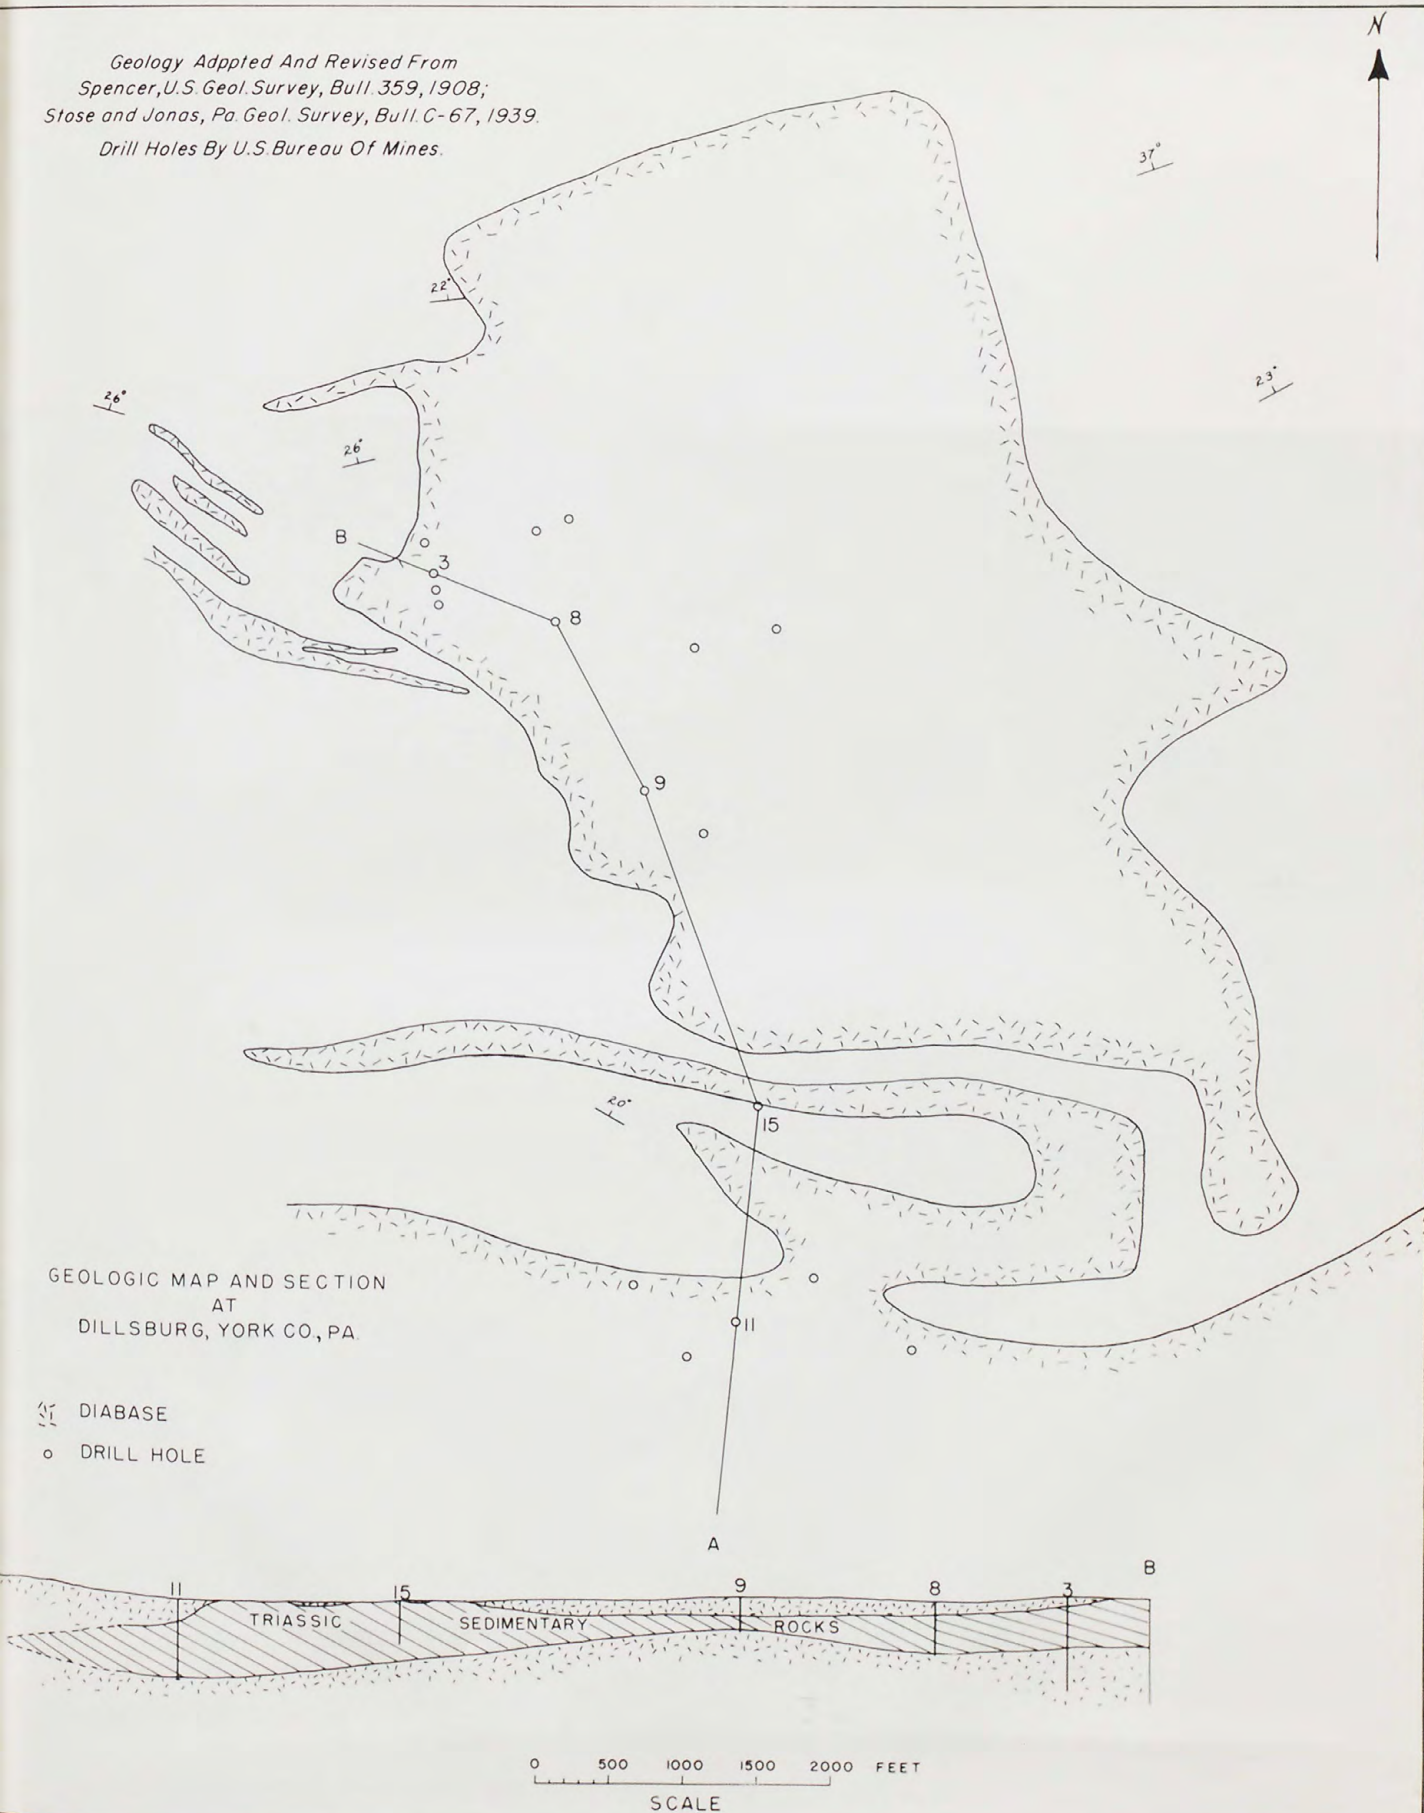 N
Geology Adppted And Revised From
Spencer, U.S. Geol. Survey, Bull. 359, 1908;
Stose and Jonas, Pa. Geol. Survey, Bull. C-67, 1939.
Drill Holes By U.S. Bureau Of Mines.
37°
22°
23°
26°
26°
B
3
8
9
20°
15
GEOLOGIC MAP AND SECTION
AT
DILLSBURG, YORK CO., PA.
11
DIABASE
DRILL HOLE
A
B
11 15 9 8 3
TRIASSIC SEDIMENTARY ROCKS
0 500 1000 1500 2000 FEET
SCALE